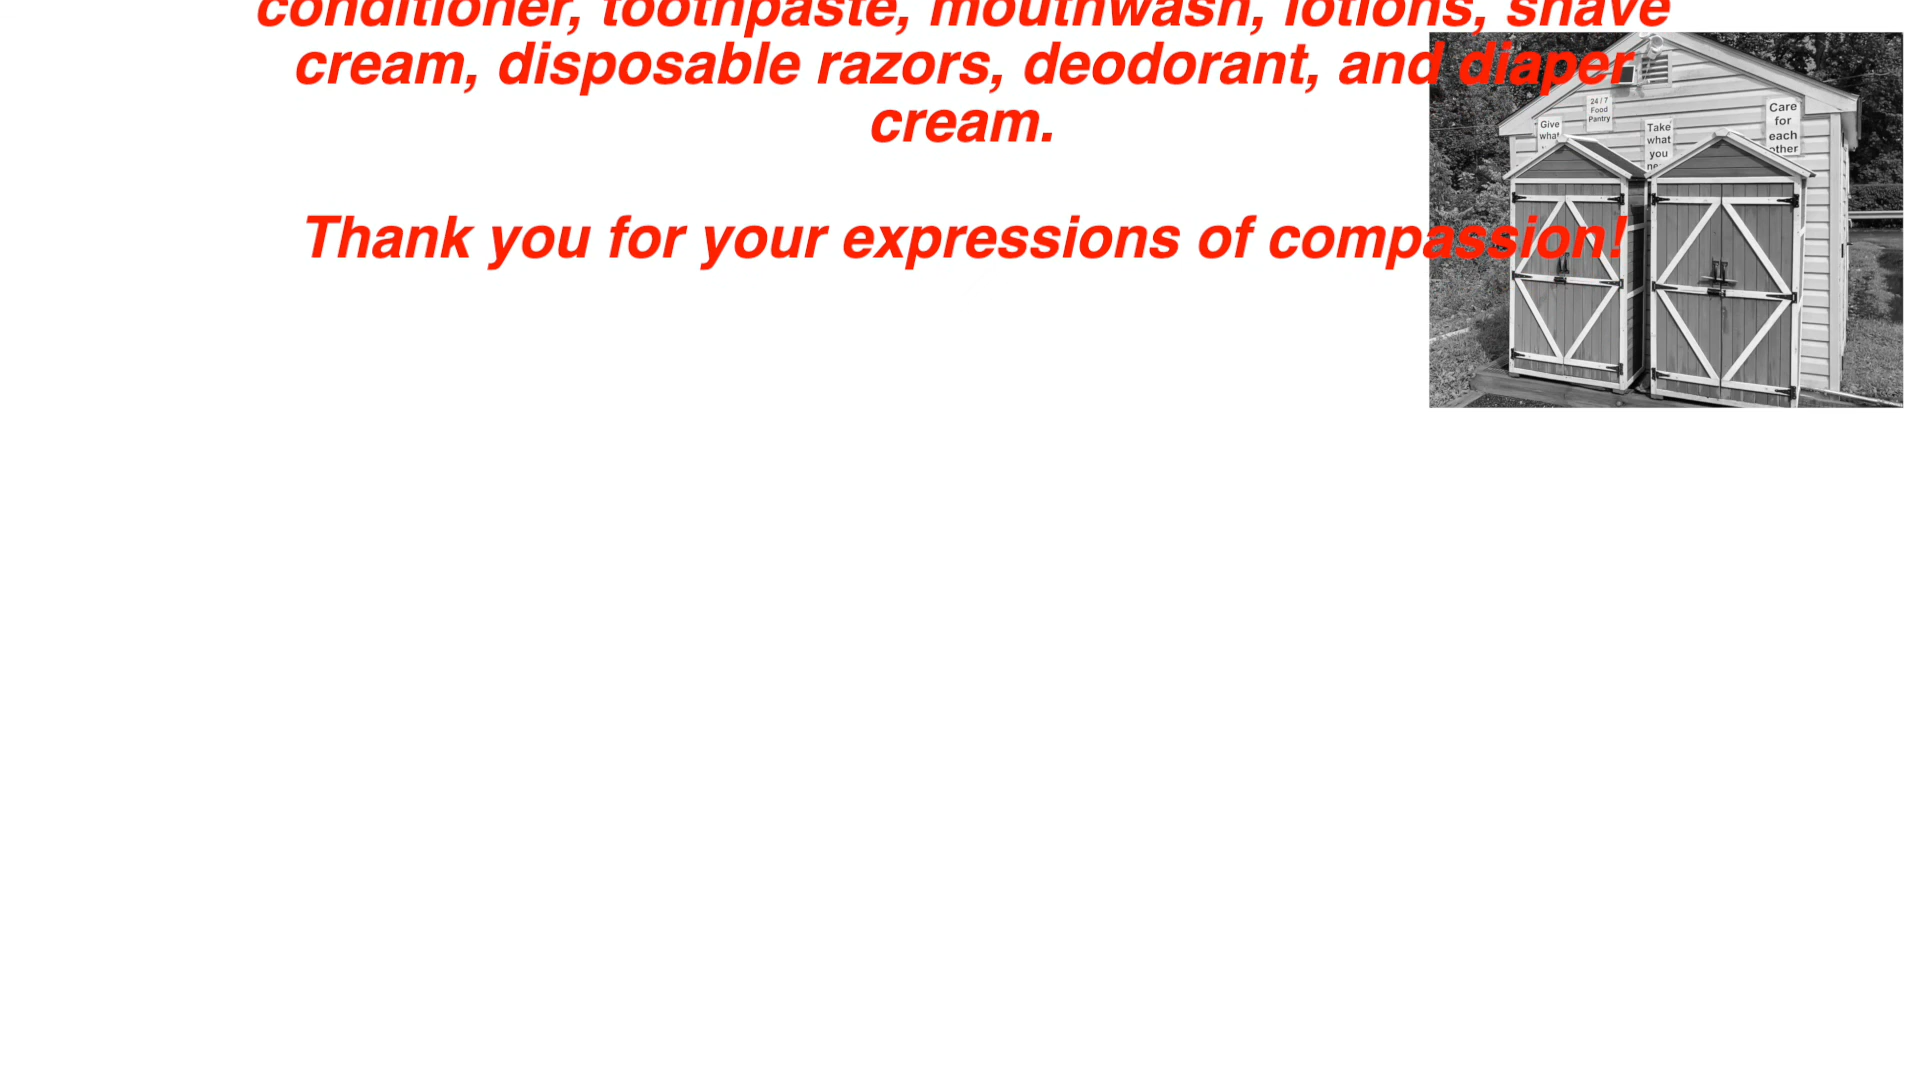 conditioner, toothpaste, mouthwash, lotions, shave
cream, disposable razors, deodorant, and diaper
cream.
Thank you for your expressions of compassion!
24 / 7
Food
Pantry
Give
what
Take
what
you
Care
for
each
other